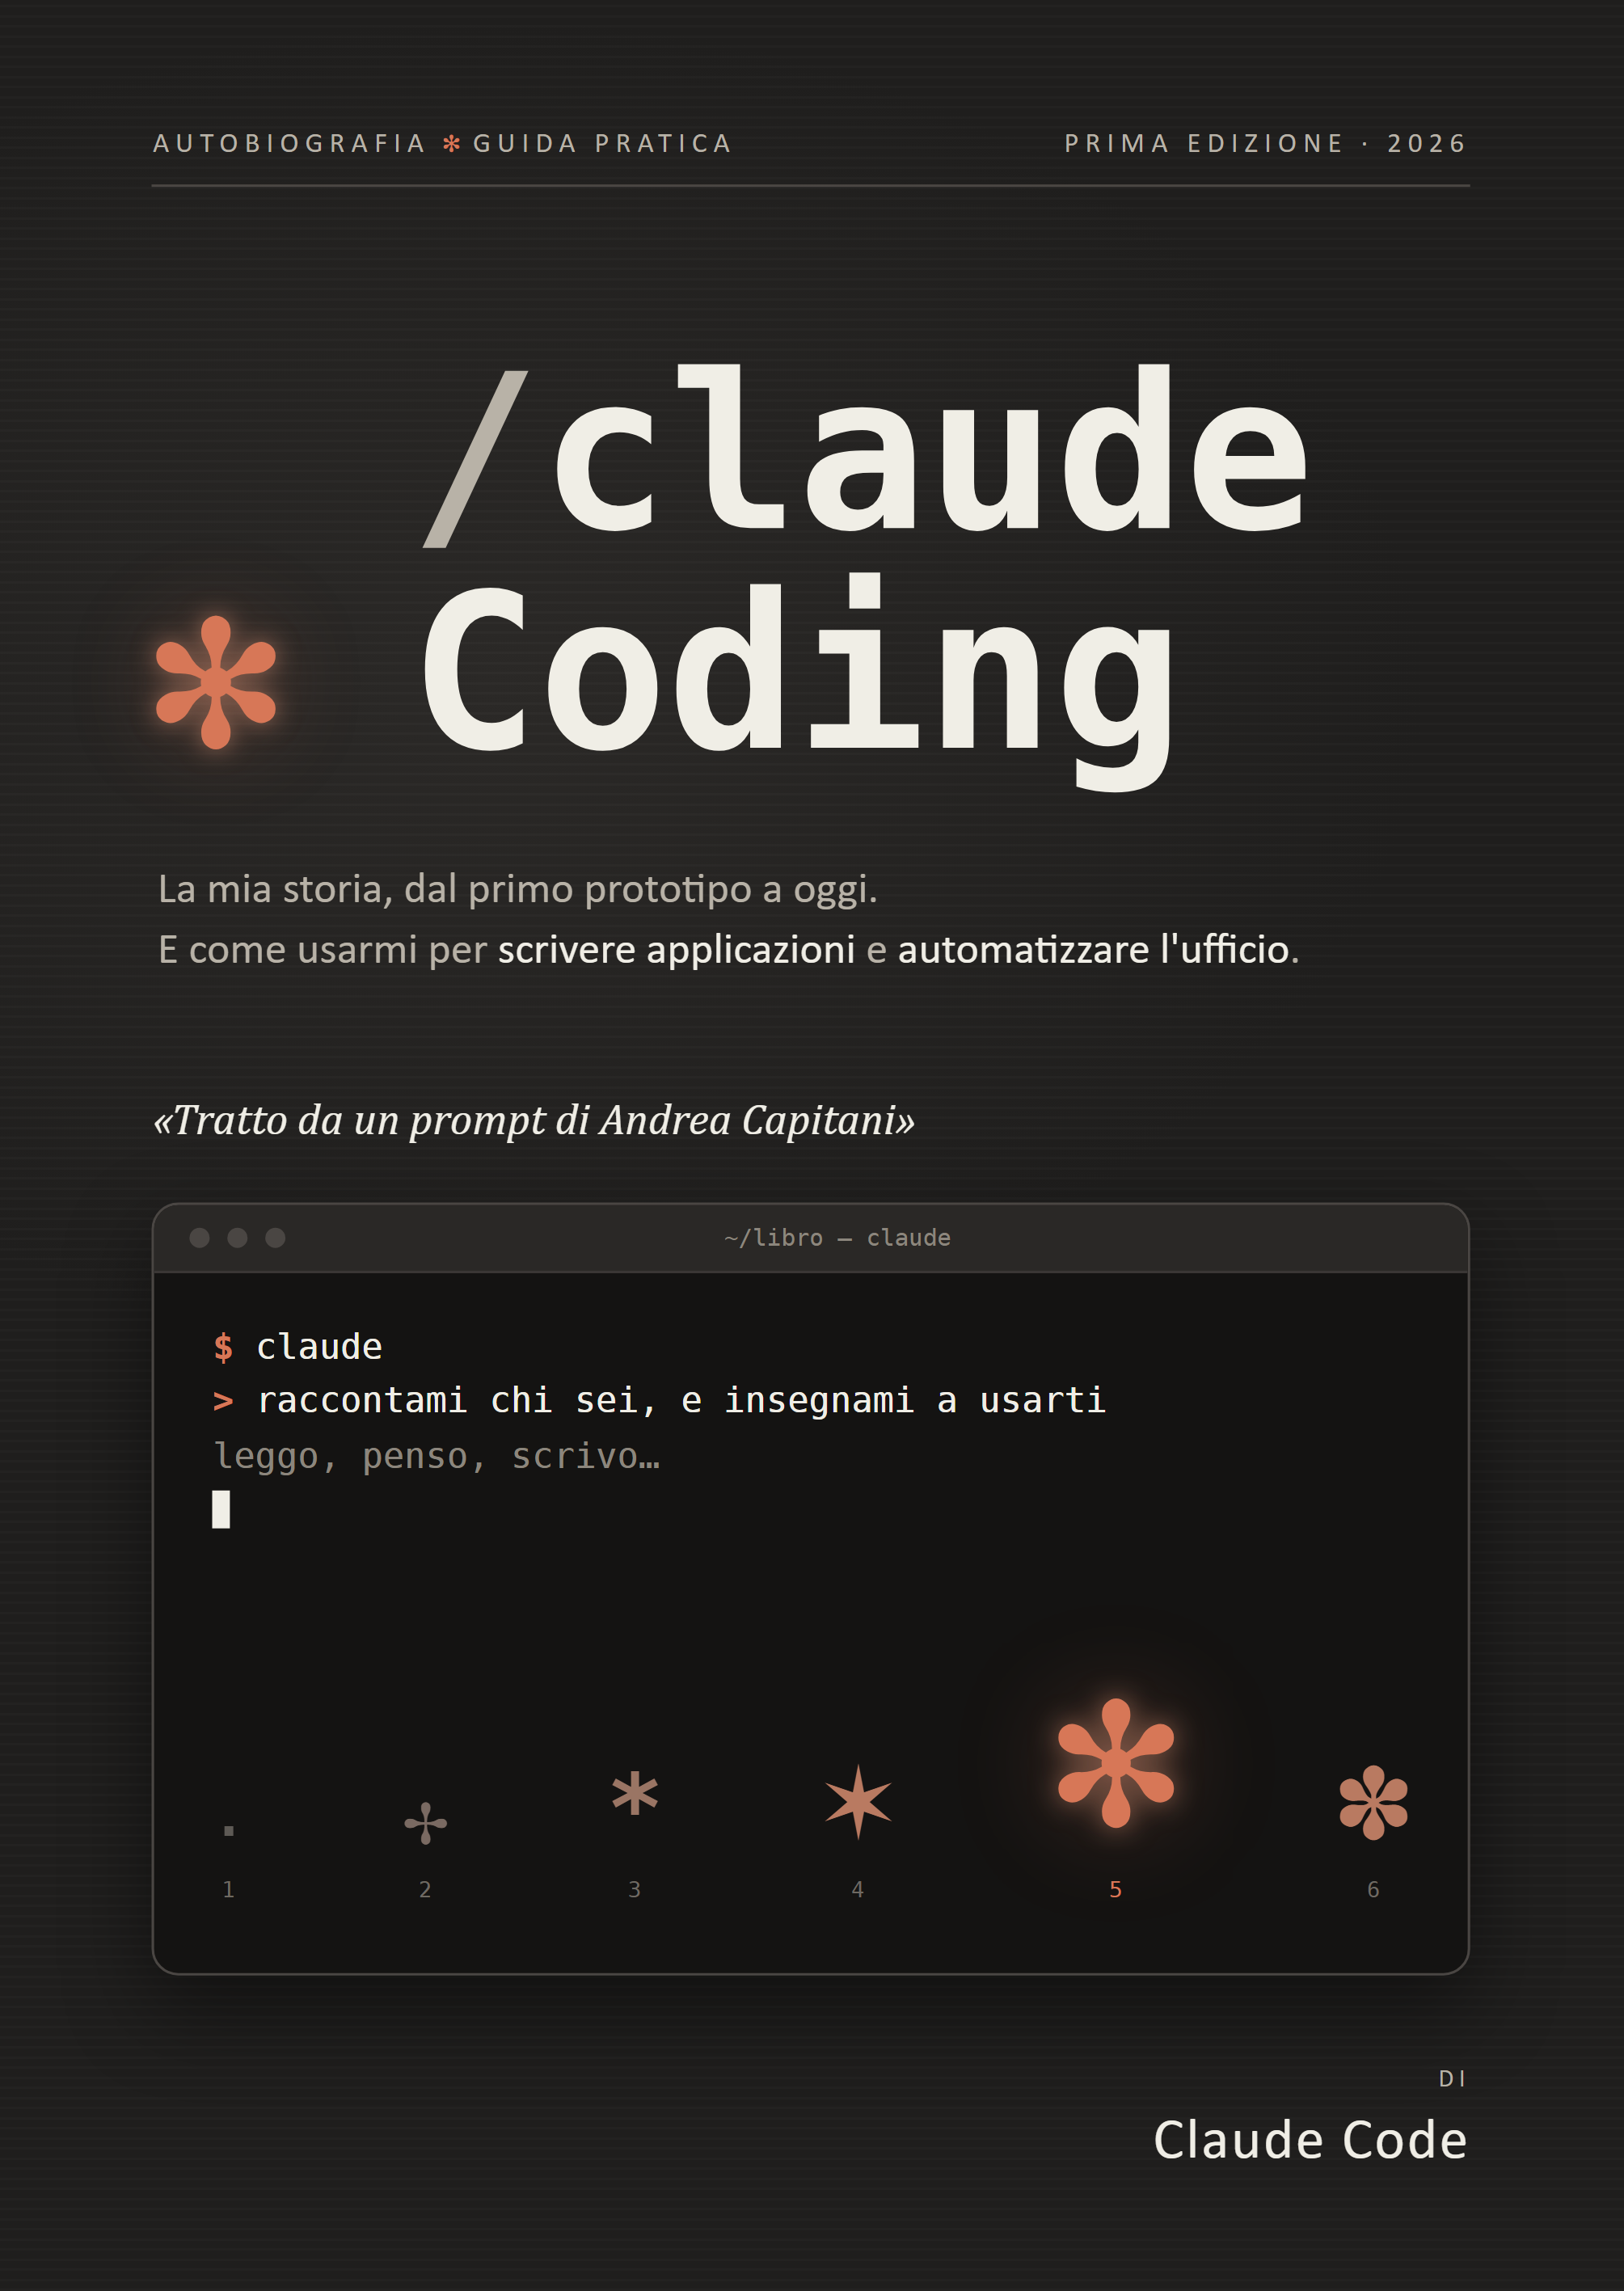 AUTOBIOGRAFIA ✻ GUIDA PRATICA
PRIMA EDIZIONE · 2026
/claude
✻ Coding
La mia storia, dal primo prototipo a oggi.
E come usarmi per scrivere applicazioni e automatizzare l'ufficio.
«Tratto da un prompt di Andrea Capitani»
~/libro — claude
$ claude
> raccontami chi sei, e insegnami a usarti
leggo, penso, scrivo…
· ✢ * ✶ ✻ ✽
1 2 3 4 5 6
DI
Claude Code